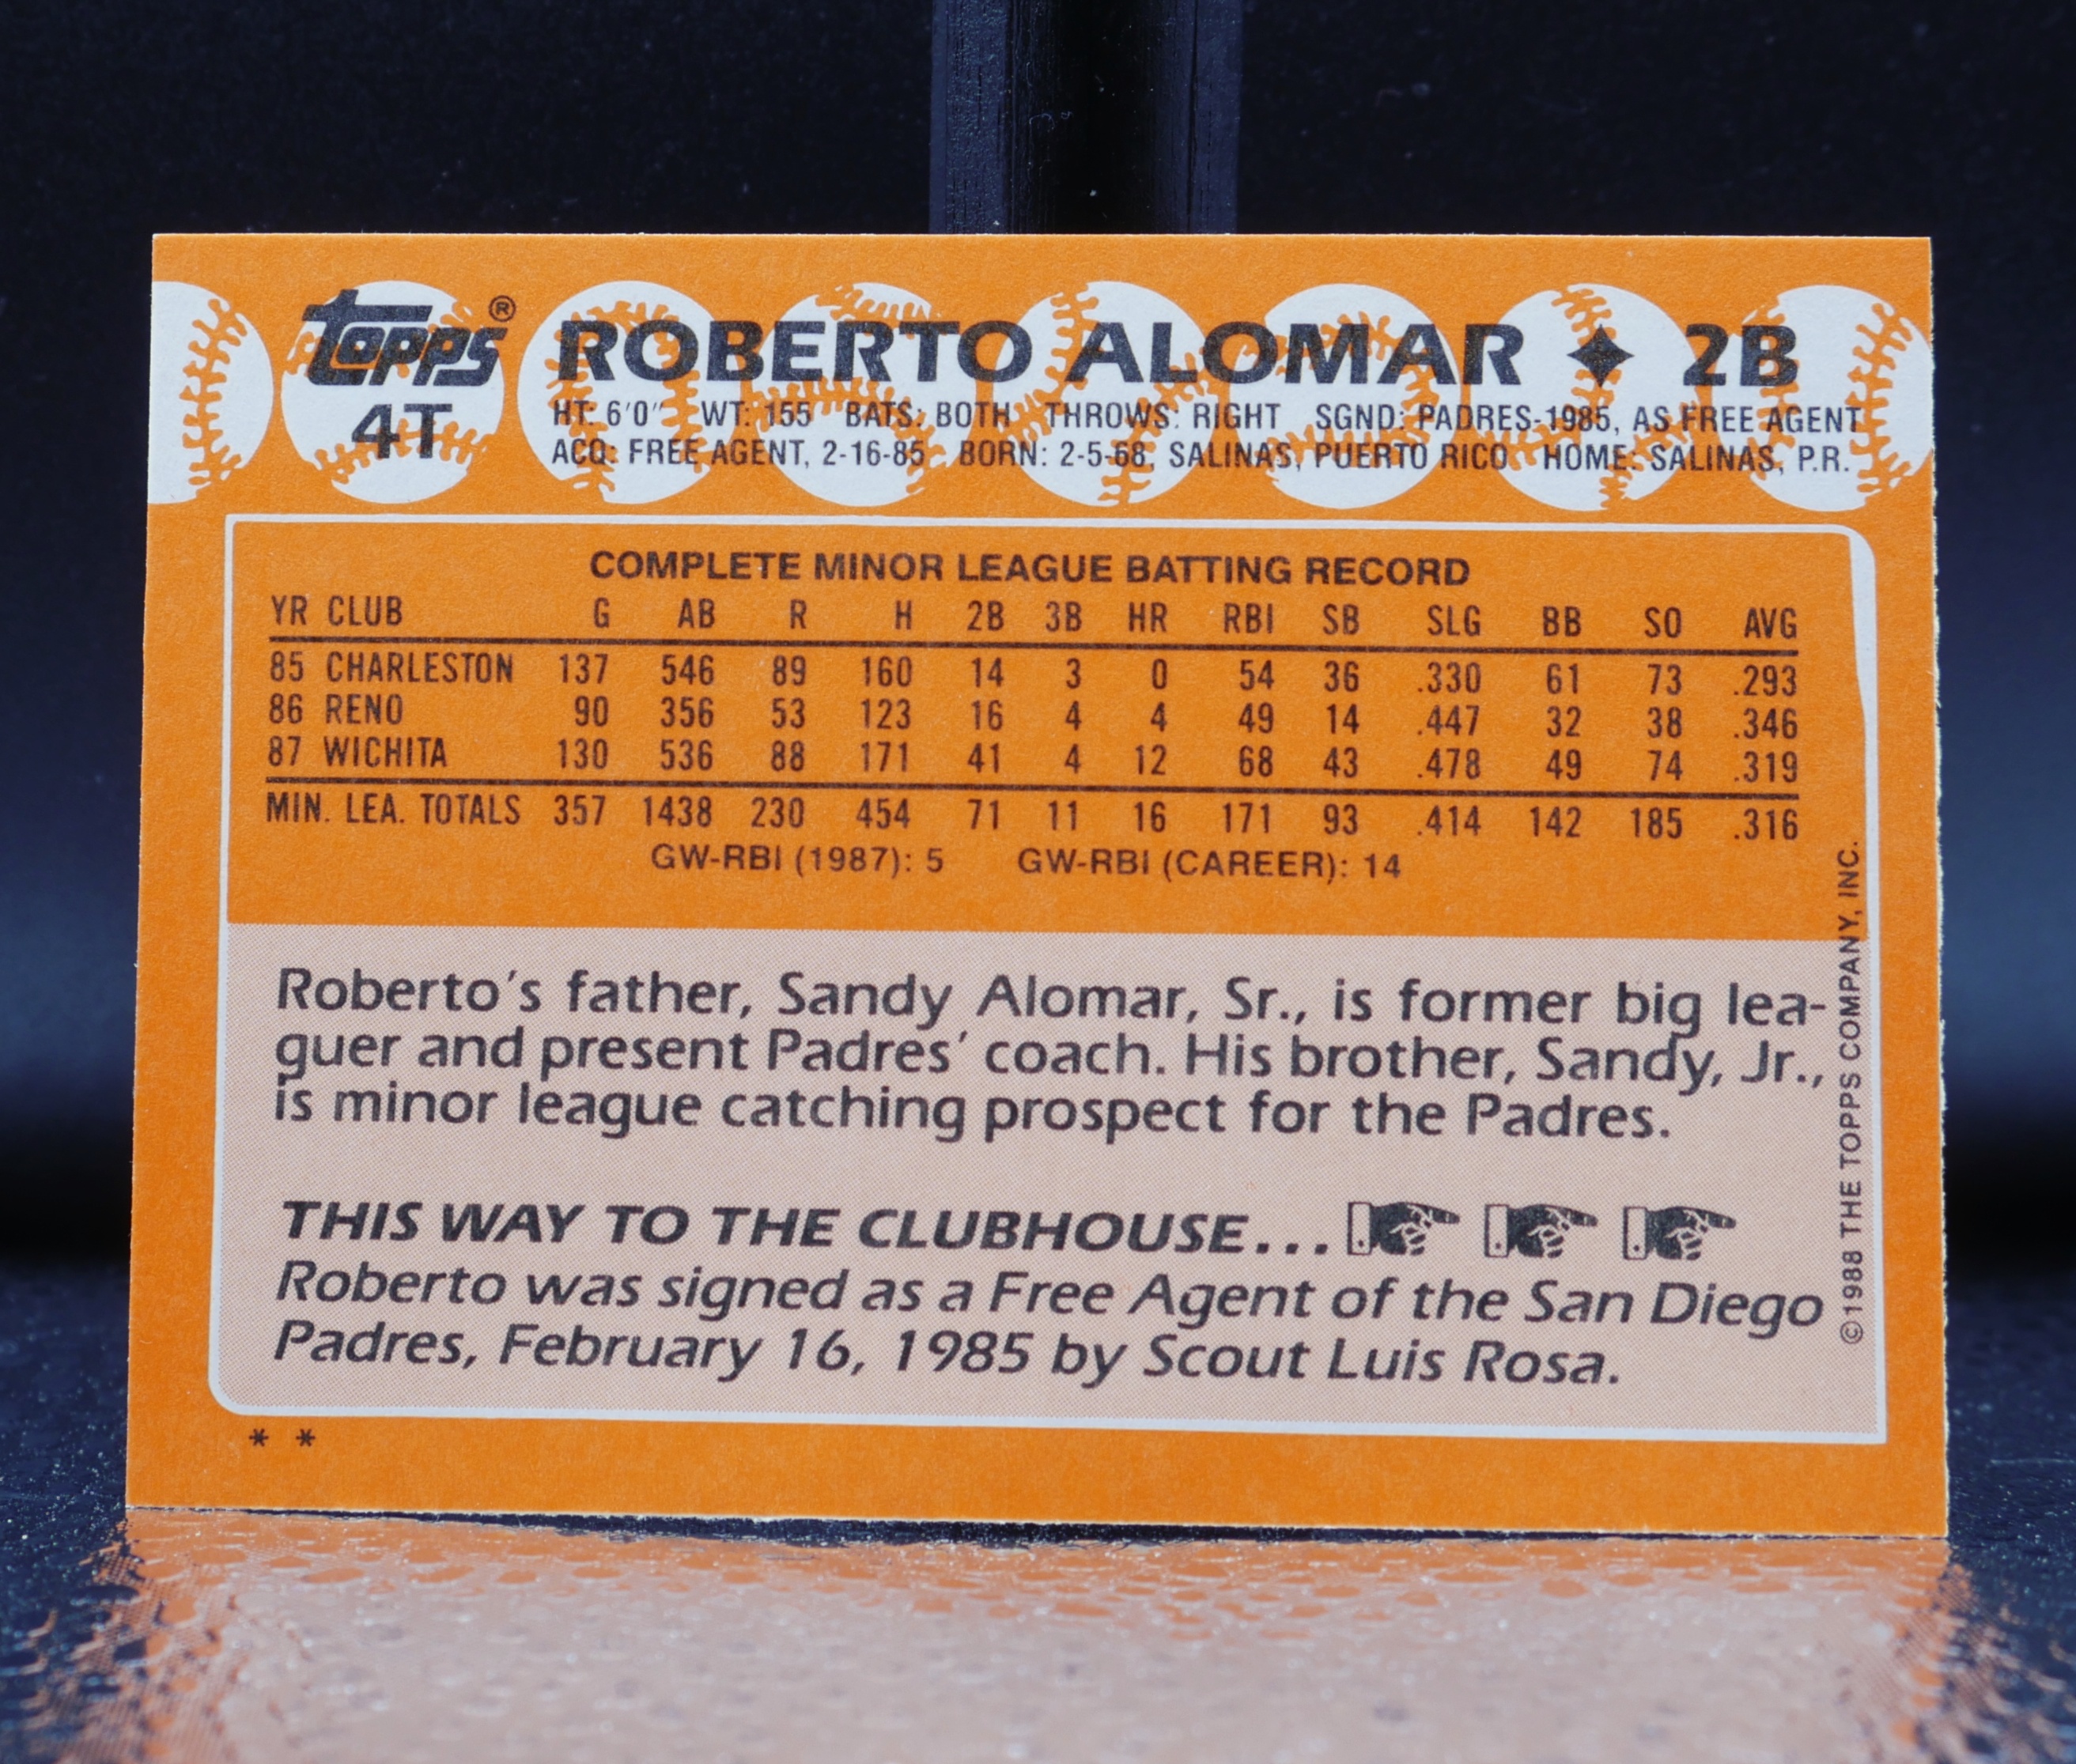 topps® ROBERTO ALOMAR ✦ 2B
4T
HT: 6'0" WT: 155 BATS: BOTH THROWS: RIGHT SGND: PADRES-1985, AS FREE AGENT
ACQ: FREE AGENT, 2-16-85 BORN: 2-5-68, SALINAS, PUERTO RICO HOME: SALINAS, P.R.
COMPLETE MINOR LEAGUE BATTING RECORD
YR CLUB G AB R H 2B 3B HR RBI SB SLG BB SO AVG
85 CHARLESTON 137 546 89 160 14 3 0 54 36 .330 61 73 .293
86 RENO 90 356 53 123 16 4 4 49 14 .447 32 38 .346
87 WICHITA 130 536 88 171 41 4 12 68 43 .478 49 74 .319
MIN. LEA. TOTALS 357 1438 230 454 71 11 16 171 93 .414 142 185 .316
GW-RBI (1987): 5 GW-RBI (CAREER): 14
Roberto's father, Sandy Alomar, Sr., is former big lea-
guer and present Padres' coach. His brother, Sandy, Jr.,
is minor league catching prospect for the Padres.
THIS WAY TO THE CLUBHOUSE...
Roberto was signed as a Free Agent of the San Diego
Padres, February 16, 1985 by Scout Luis Rosa.
* *
©1988 THE TOPPS COMPANY, INC.